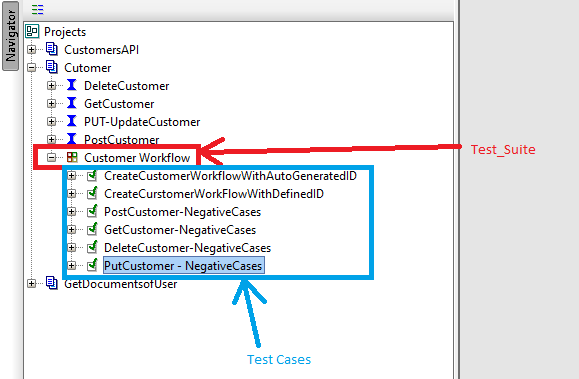 Navigator
Projects
CustomersAPI
Cutomer
DeleteCustomer
GetCustomer
PUT-UpdateCustomer
PostCustomer
Customer Workflow
Test_Suite
CreateCustomerWorkflowWithAutoGeneratedID
CreateCurstomerWorkFlowWithDefinedID
PostCustomer-NegativeCases
GetCustomer-NegativeCases
DeleteCustomer-NegativeCases
PutCustomer - NegativeCases
GetDocumentsofUser
Test Cases